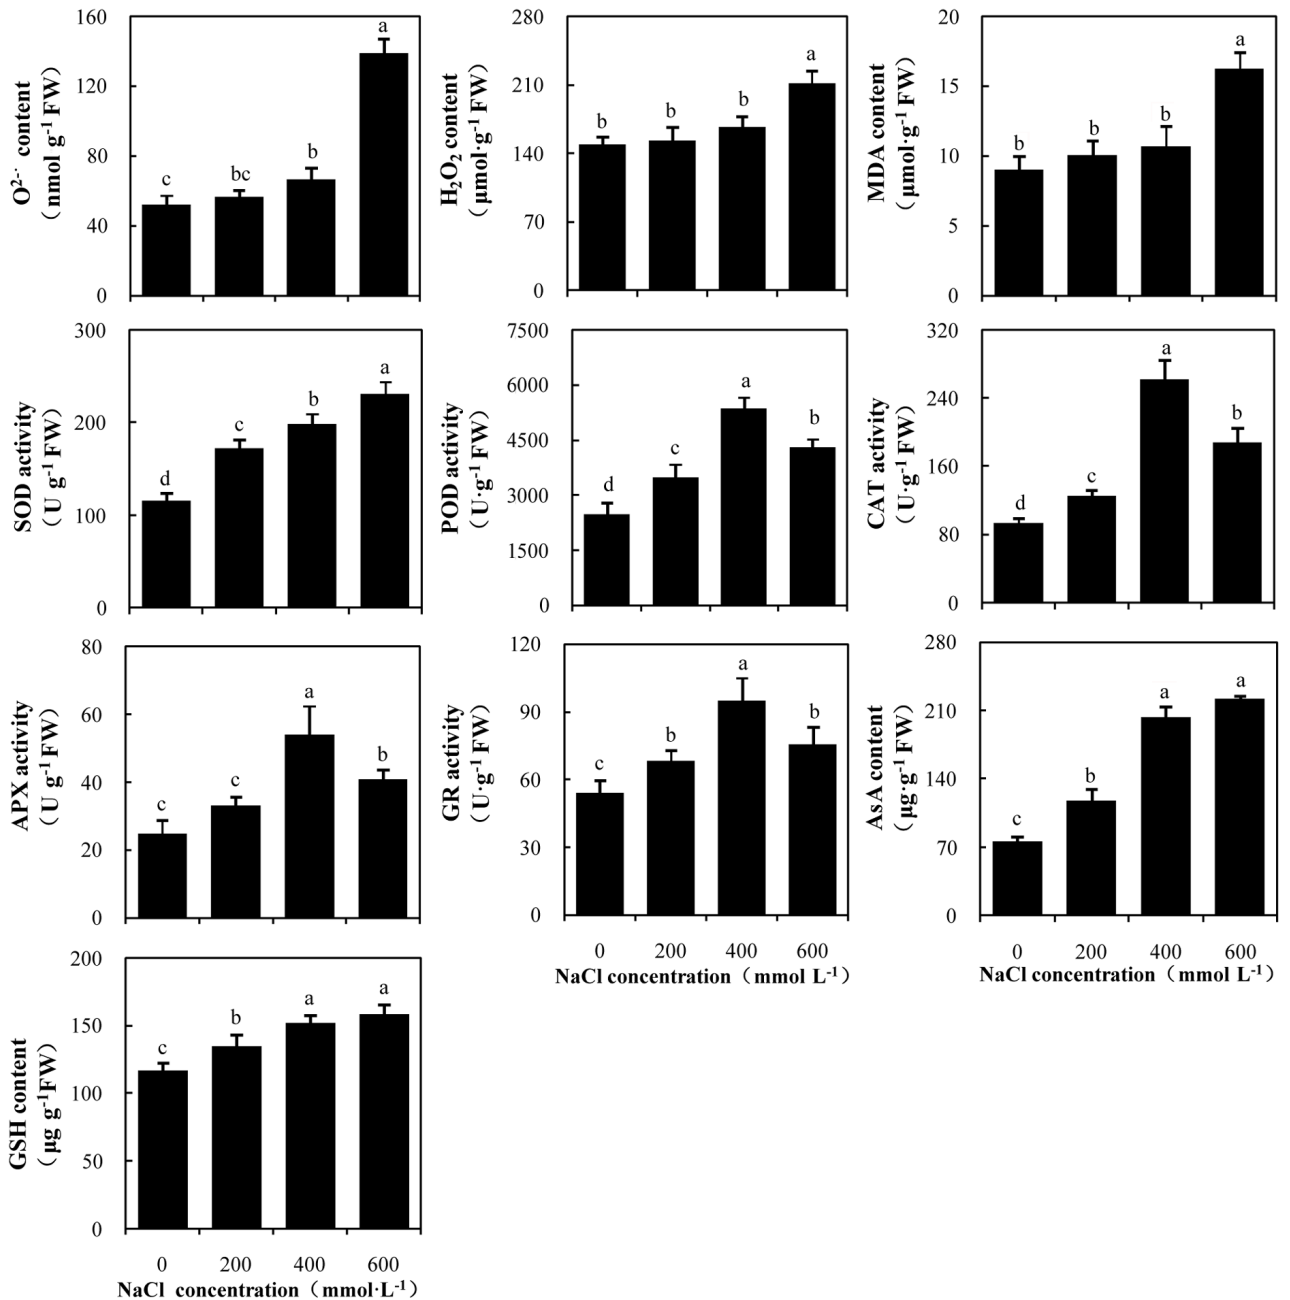 O²⁻· content
（nmol g⁻¹ FW）
160
120
80
40
0
c
bc
b
a
H₂O₂ content
（μmol·g⁻¹ FW）
280
210
140
70
0
b
b
b
a
MDA content
（μmol·g⁻¹ FW）
20
15
10
5
0
b
b
b
a
SOD activity
（U g⁻¹ FW）
300
200
100
0
d
c
b
a
POD activity
（U·g⁻¹ FW）
7500
6000
4500
3000
1500
0
d
c
a
b
CAT activity
（U·g⁻¹ FW）
320
240
160
80
0
d
c
a
b
APX activity
（U g⁻¹ FW）
80
60
40
20
0
c
c
a
b
GR activity
（U·g⁻¹ FW）
120
90
60
30
0
c
b
a
b
0 200 400 600
NaCl concentration（mmol L⁻¹）
AsA content
（μg·g⁻¹ FW）
280
210
140
70
0
c
b
a
a
0 200 400 600
NaCl concentration（mmol L⁻¹）
GSH content
（μg g⁻¹FW）
200
150
100
50
0
c
b
a
a
0 200 400 600
NaCl concentration（mmol·L⁻¹）